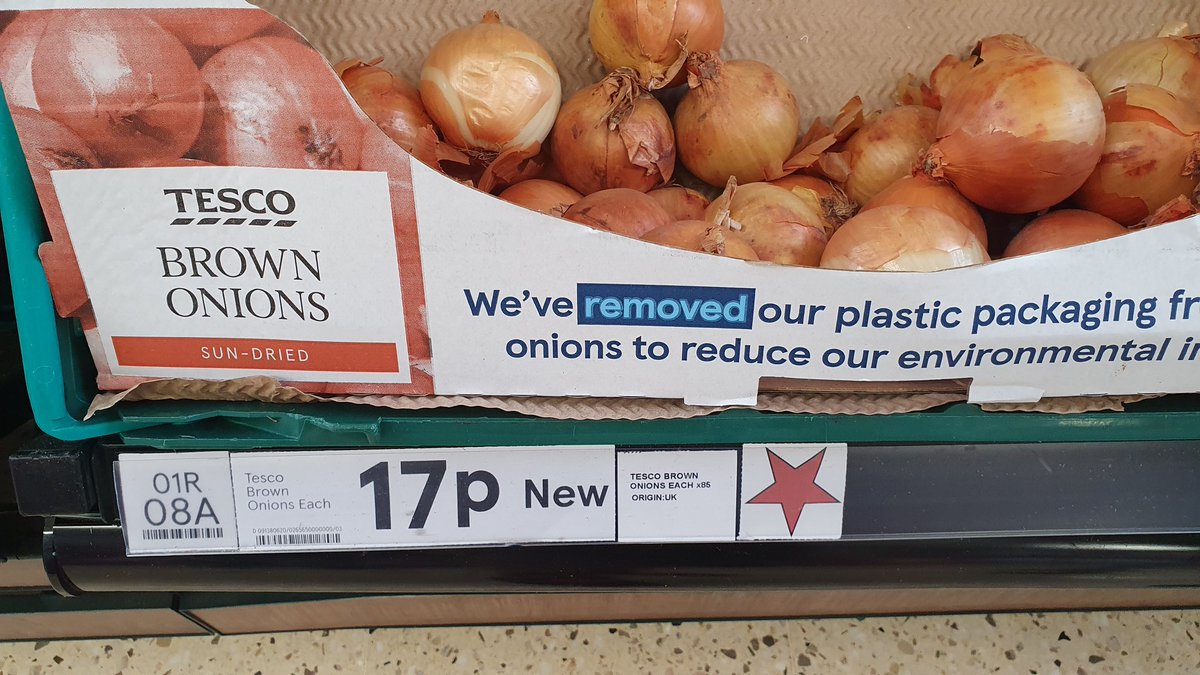 TESCO
BROWN
ONIONS
SUN-DRIED
We've removed our plastic packaging fr
onions to reduce our environmental i
01R
08A
Tesco
Brown
Onions Each
17p New
TESCO BROWN
ONIONS EACH x85
ORIGIN:UK